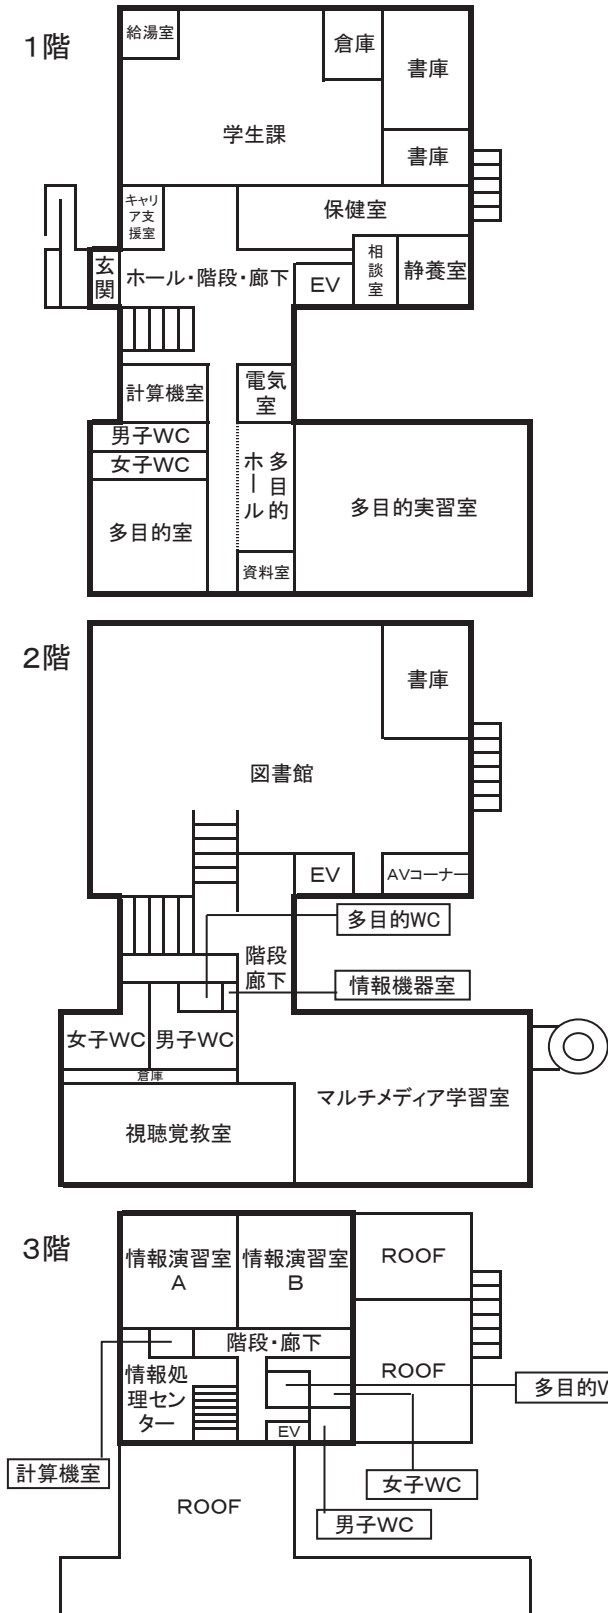 1階
給湯室
倉庫
書庫
学生課
書庫
キャリ
ア支
援室
保健室
玄
関
ホール・階段・廊下
EV
相
談
室
静養室
計算機室
電気
室
男子WC
女子WC
多目的
ホール
多目的室
多目的実習室
資料室
2階
書庫
図書館
EV
AVコーナー
多目的WC
階段
廊下
情報機器室
女子WC
男子WC
倉庫
マルチメディア学習室
視聴覚教室
3階
情報演習室
A
情報演習室
B
ROOF
階段・廊下
ROOF
情報処
理セン
ター
多目的V
EV
計算機室
女子WC
ROOF
男子WC